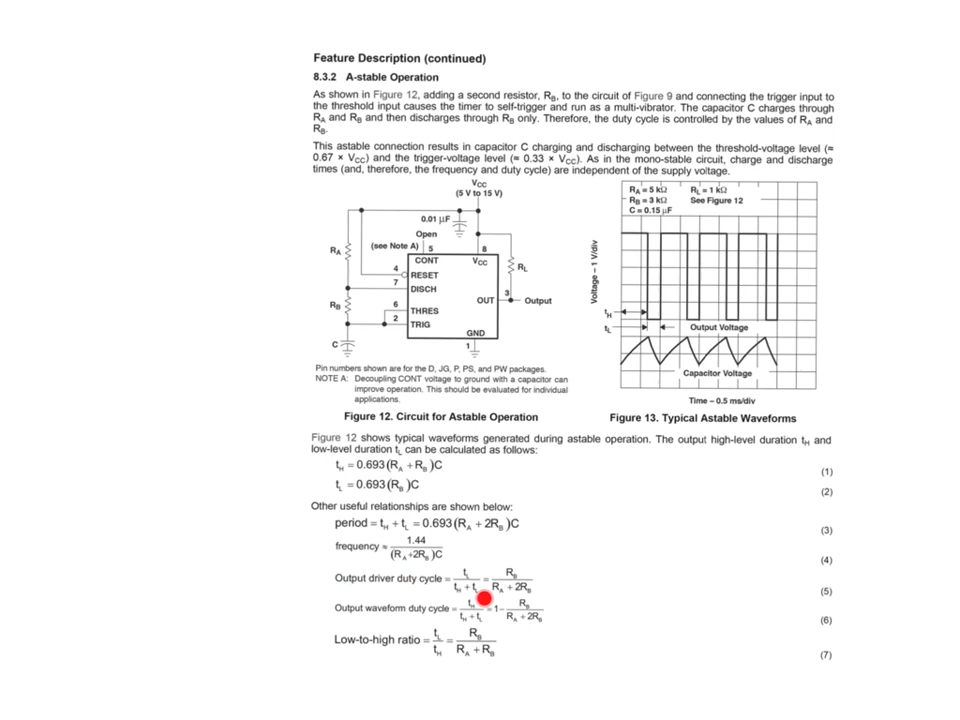 Feature Description (continued)
8.3.2 A-stable Operation
As shown in Figure 12, adding a second resistor, RB, to the circuit of Figure 9 and connecting the trigger input to
the threshold input causes the timer to self-trigger and run as a multi-vibrator. The capacitor C charges through
RA and RB and then discharges through RB only. Therefore, the duty cycle is controlled by the values of RA and
RB.
This astable connection results in capacitor C charging and discharging between the threshold-voltage level (≈
0.67 × VCC) and the trigger-voltage level (≈ 0.33 × VCC). As in the mono-stable circuit, charge and discharge
times (and, therefore, the frequency and duty cycle) are independent of the supply voltage.
VCC
(5 V to 15 V)
0.01 µF
Open
(see Note A) 5
8
RA
CONT
VCC
RL
4
RESET
7
DISCH
3
OUT
Output
RB
6
THRES
2
TRIG
GND
C
1
Pin numbers shown are for the D, JG, P, PS, and PW packages.
NOTE A: Decoupling CONT voltage to ground with a capacitor can
improve operation. This should be evaluated for individual
applications.
Figure 12. Circuit for Astable Operation
RA = 5 kΩ RL = 1 kΩ
RB = 3 kΩ See Figure 12
C = 0.15 µF
Voltage – 1 V/div
tH
tL
Output Voltage
Capacitor Voltage
Time – 0.5 ms/div
Figure 13. Typical Astable Waveforms
Figure 12 shows typical waveforms generated during astable operation. The output high-level duration tH and
low-level duration tL can be calculated as follows:
tH = 0.693 (RA + RB )C (1)
tL = 0.693 (RB )C (2)
Other useful relationships are shown below:
period = tH + tL = 0.693 (RA + 2RB )C (3)
frequency ≈ 1.44 / (RA +2RB )C (4)
Output driver duty cycle = tL / tH + tL = RB / RA + 2RB (5)
Output waveform duty cycle = tH / tH + tL = 1– RB / RA + 2RB (6)
Low-to-high ratio = tL / tH = RB / RA + RB (7)